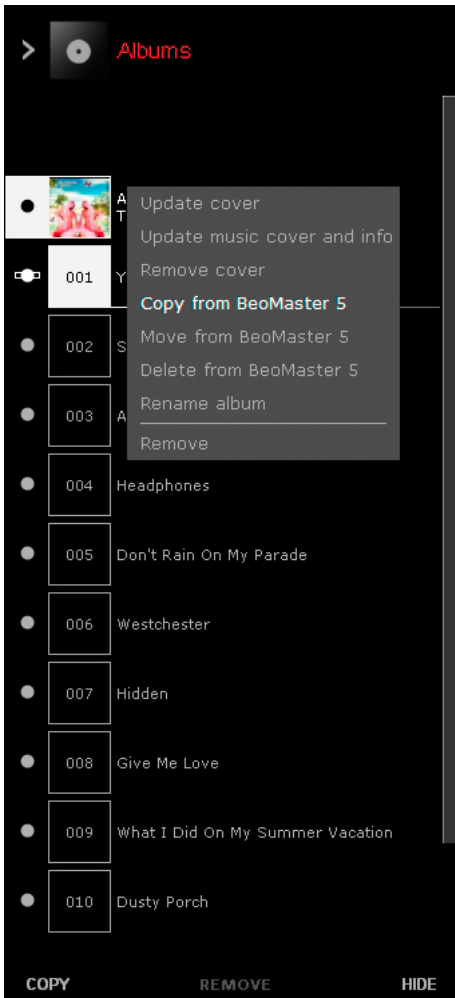 Albums
A
T
Update cover
Update music cover and info
Remove cover
Copy from BeoMaster 5
Move from BeoMaster 5
Delete from BeoMaster 5
Rename album
Remove
001 Y
002 S
003 A
004 Headphones
005 Don't Rain On My Parade
006 Westchester
007 Hidden
008 Give Me Love
009 What I Did On My Summer Vacation
010 Dusty Porch
COPY REMOVE HIDE